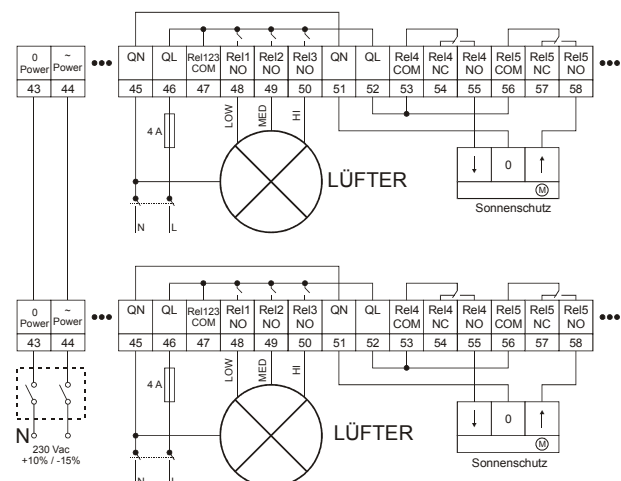 0 Power ~ Power QN QL Rel123 COM Rel1 NO Rel2 NO Rel3 NO QN QL Rel4 COM Rel4 NC Rel4 NO Rel5 COM Rel5 NC Rel5 NO
43 44 45 46 47 48 49 50 51 52 53 54 55 56 57 58
4 A LOW MED HI
LÜFTER
↓ 0 ↑
M
Sonnenschutz
N L
0 Power ~ Power QN QL Rel123 COM Rel1 NO Rel2 NO Rel3 NO QN QL Rel4 COM Rel4 NC Rel4 NO Rel5 COM Rel5 NC Rel5 NO
43 44 45 46 47 48 49 50 51 52 53 54 55 56 57 58
4 A LOW MED HI
LÜFTER
↓ 0 ↑
M
Sonnenschutz
N L
230 Vac
+10% / -15%
N L